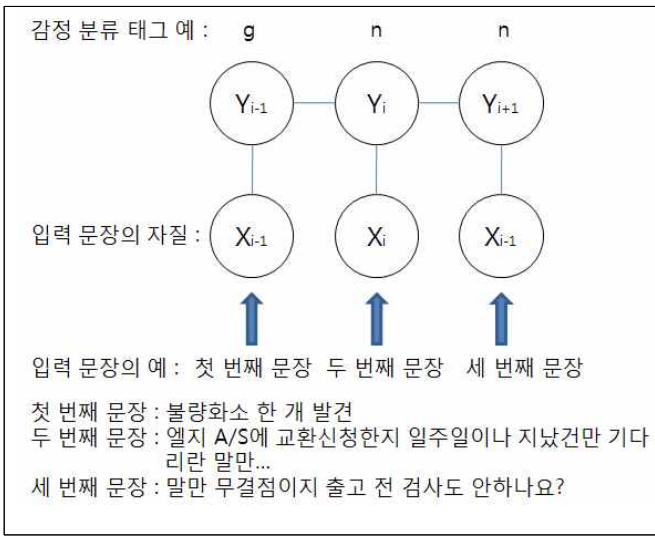 감정 분류 태그 예 : g n n
Yi-1 Yi Yi+1
입력 문장의 자질 : Xi-1 Xi Xi-1
입력 문장의 예 : 첫 번째 문장 두 번째 문장 세 번째 문장
첫 번째 문장 : 불량화소 한 개 발견
두 번째 문장 : 엘지 A/S에 교환신청한지 일주일이나 지났건만 기다
리란 말만...
세 번째 문장 : 말만 무결점이지 출고 전 검사도 안하나요?